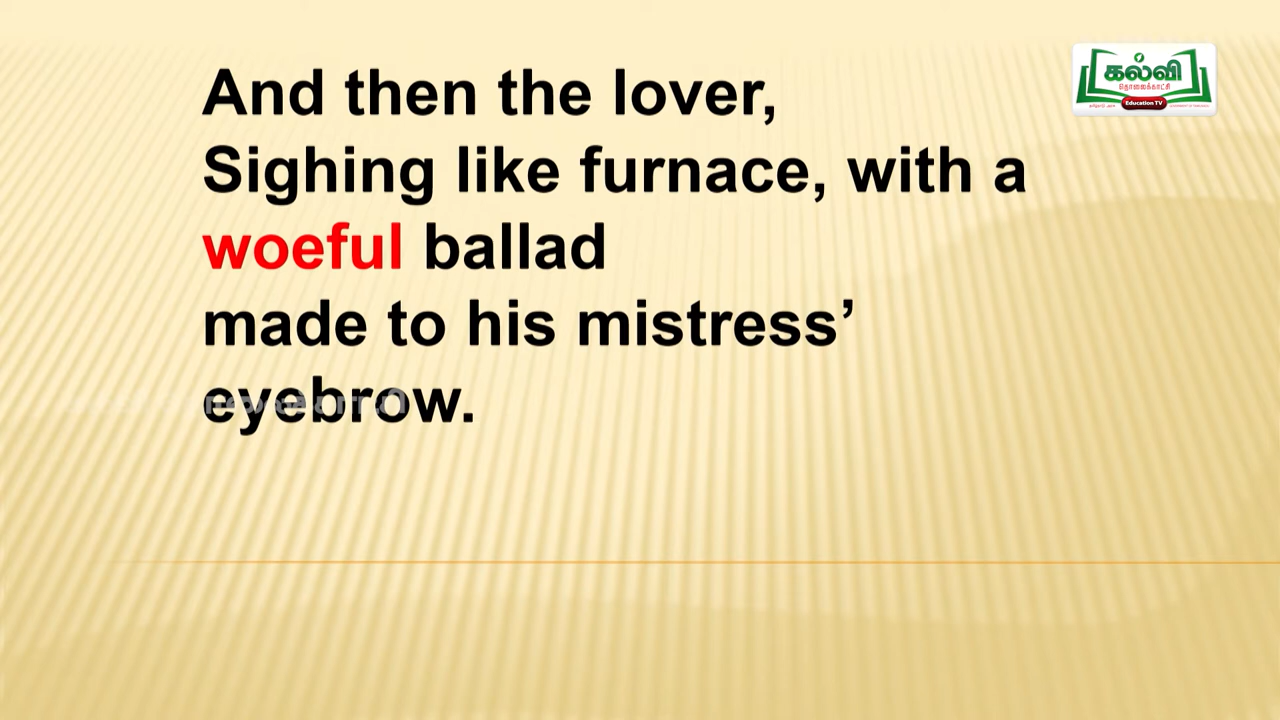 And then the lover,
Sighing like furnace, with a
woeful ballad
made to his mistress’
eyebrow.
கல்வி
தொலைக்காட்சி
Education TV